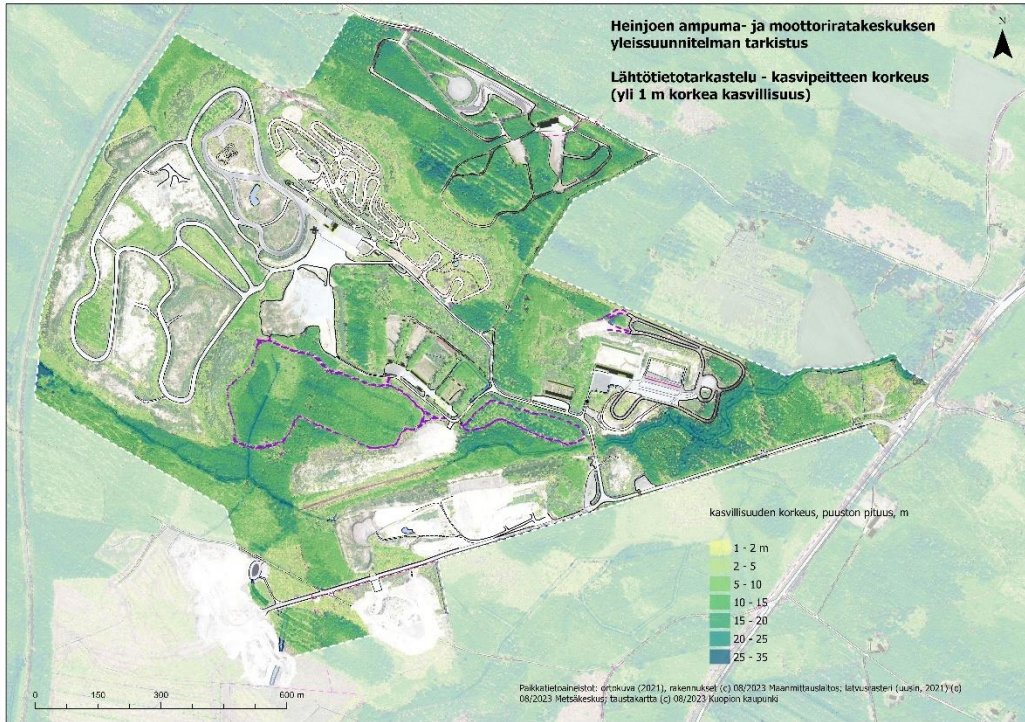 Heinjoen ampuma- ja moottoriratakeskuksen
yleissuunnitelman tarkistus
Lähtötietotarkastelu - kasvipeitteen korkeus
(yli 1 m korkea kasvillisuus)
N
kasvillisuuden korkeus, puuston pituus, m
1 - 2 m
2 - 5
5 - 10
10 - 15
15 - 20
20 - 25
25 - 35
0 150 300 600 m
Paikkatietoaineistot: ortokuva (2021), rakennukset (c) 08/2023 Maanmittauslaitos; latvusrasteri (uusin, 2021) (c)
08/2023 Metsäkeskus; taustakartta (c) 08/2023 Kuopion kaupunki